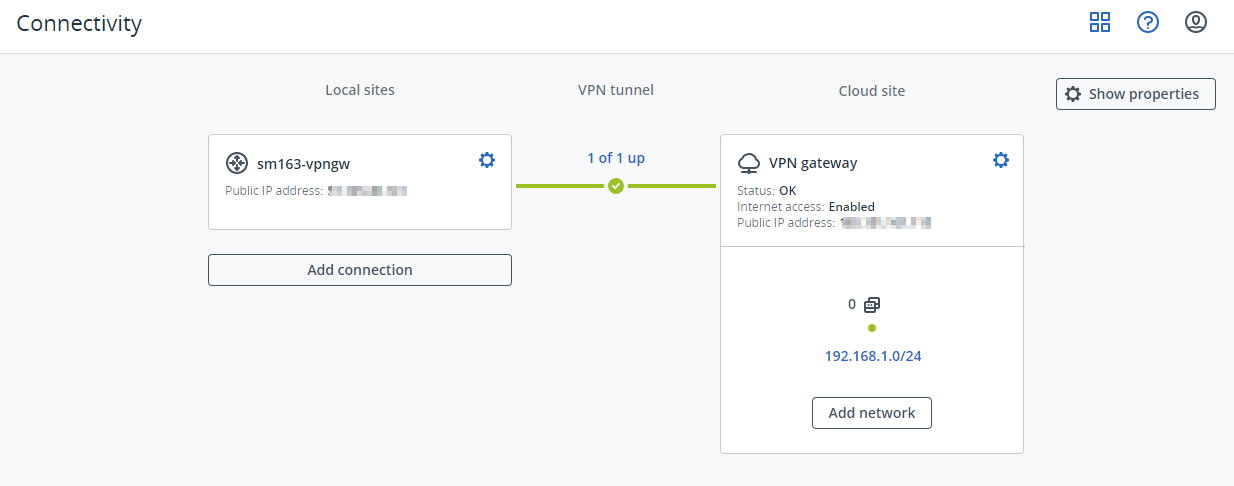 Connectivity
Local sites
VPN tunnel
Cloud site
Show properties
sm163-vpngw
Public IP address:
Add connection
1 of 1 up
VPN gateway
Status: OK
Internet access: Enabled
Public IP address:
0
192.168.1.0/24
Add network